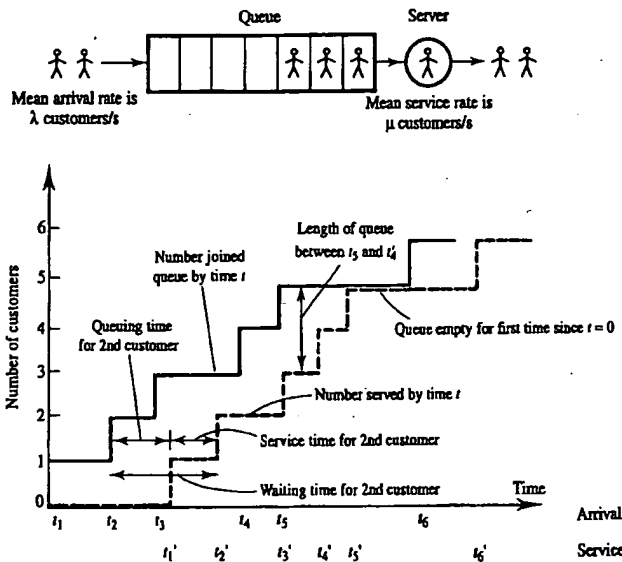 Queue
Server
Mean arrival rate is
λ customers/s
Mean service rate is
μ customers/s
Number of customers
6
5
4
3
2
1
0
Length of queue
between t₅ and t₄'
Number joined
queue by time t
Queuing time
for 2nd customer
Queue empty for first time since t = 0
Number served by time t
Service time for 2nd customer
Waiting time for 2nd customer
Time
t₁ t₂ t₃ t₄ t₅ t₆ Arrival
t₁' t₂' t₃' t₄' t₅' t₆' Service